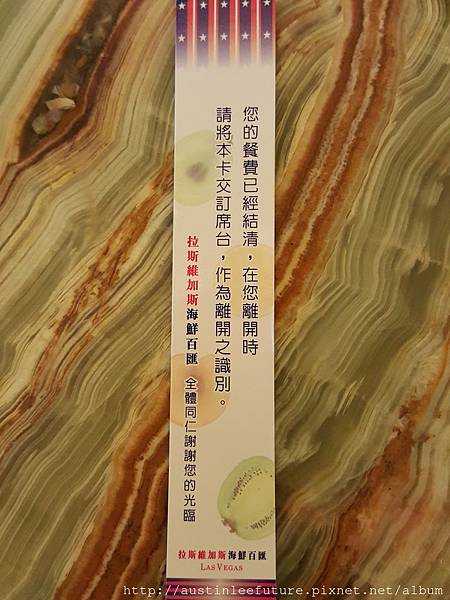 您的餐費已經結清，在您離開時
請將本卡交訂席台，作為離開之識別。
拉斯維加斯海鮮百匯 全體同仁謝謝您的光臨
拉斯維加斯海鮮百匯
LAS VEGAS
http://austinleefuture.pixnet.net/album